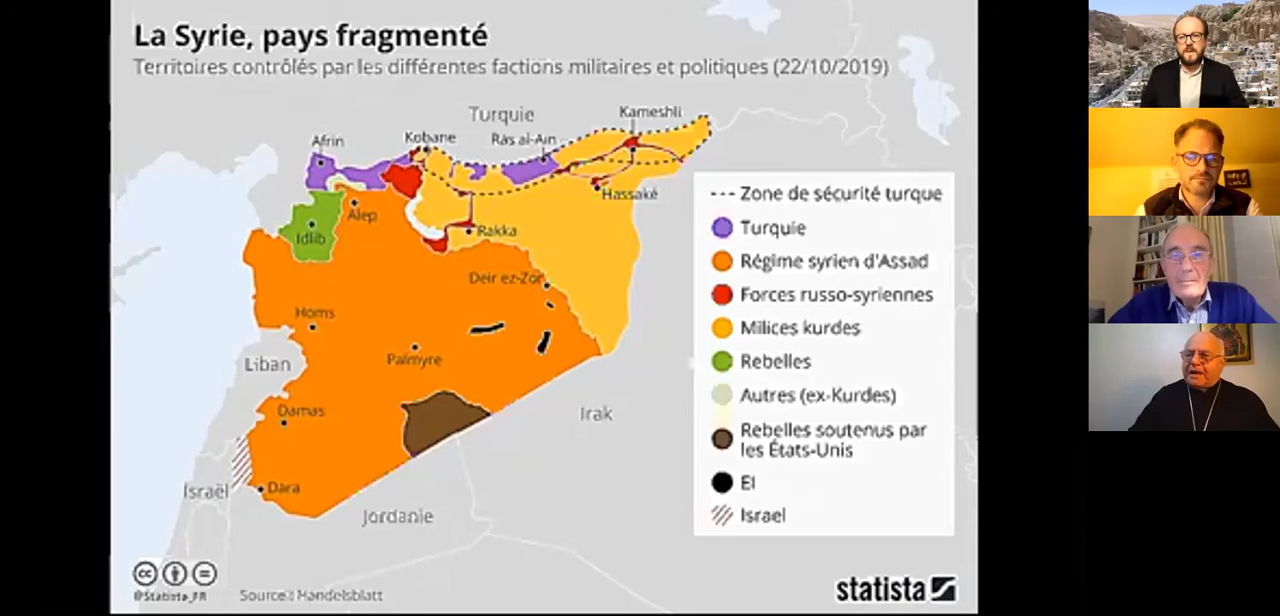 La Syrie, pays fragmenté
Territoires contrôlés par les différentes factions militaires et politiques (22/10/2019)
Turquie
Kameshli
Afrin
Kobane
Ras al-Ain
Hassaké
Alep
Idlib
Rakka
Deir ez-Zor
Homs
Palmyre
Liban
Damas
Irak
Israël
Dara
Jordanie
Zone de sécurité turque
Turquie
Régime syrien d'Assad
Forces russo-syriennes
Milices kurdes
Rebelles
Autres (ex-Kurdes)
Rebelles soutenus par
les États-Unis
EI
Israel
@Statista_FR
Source : Handelsblatt
statista